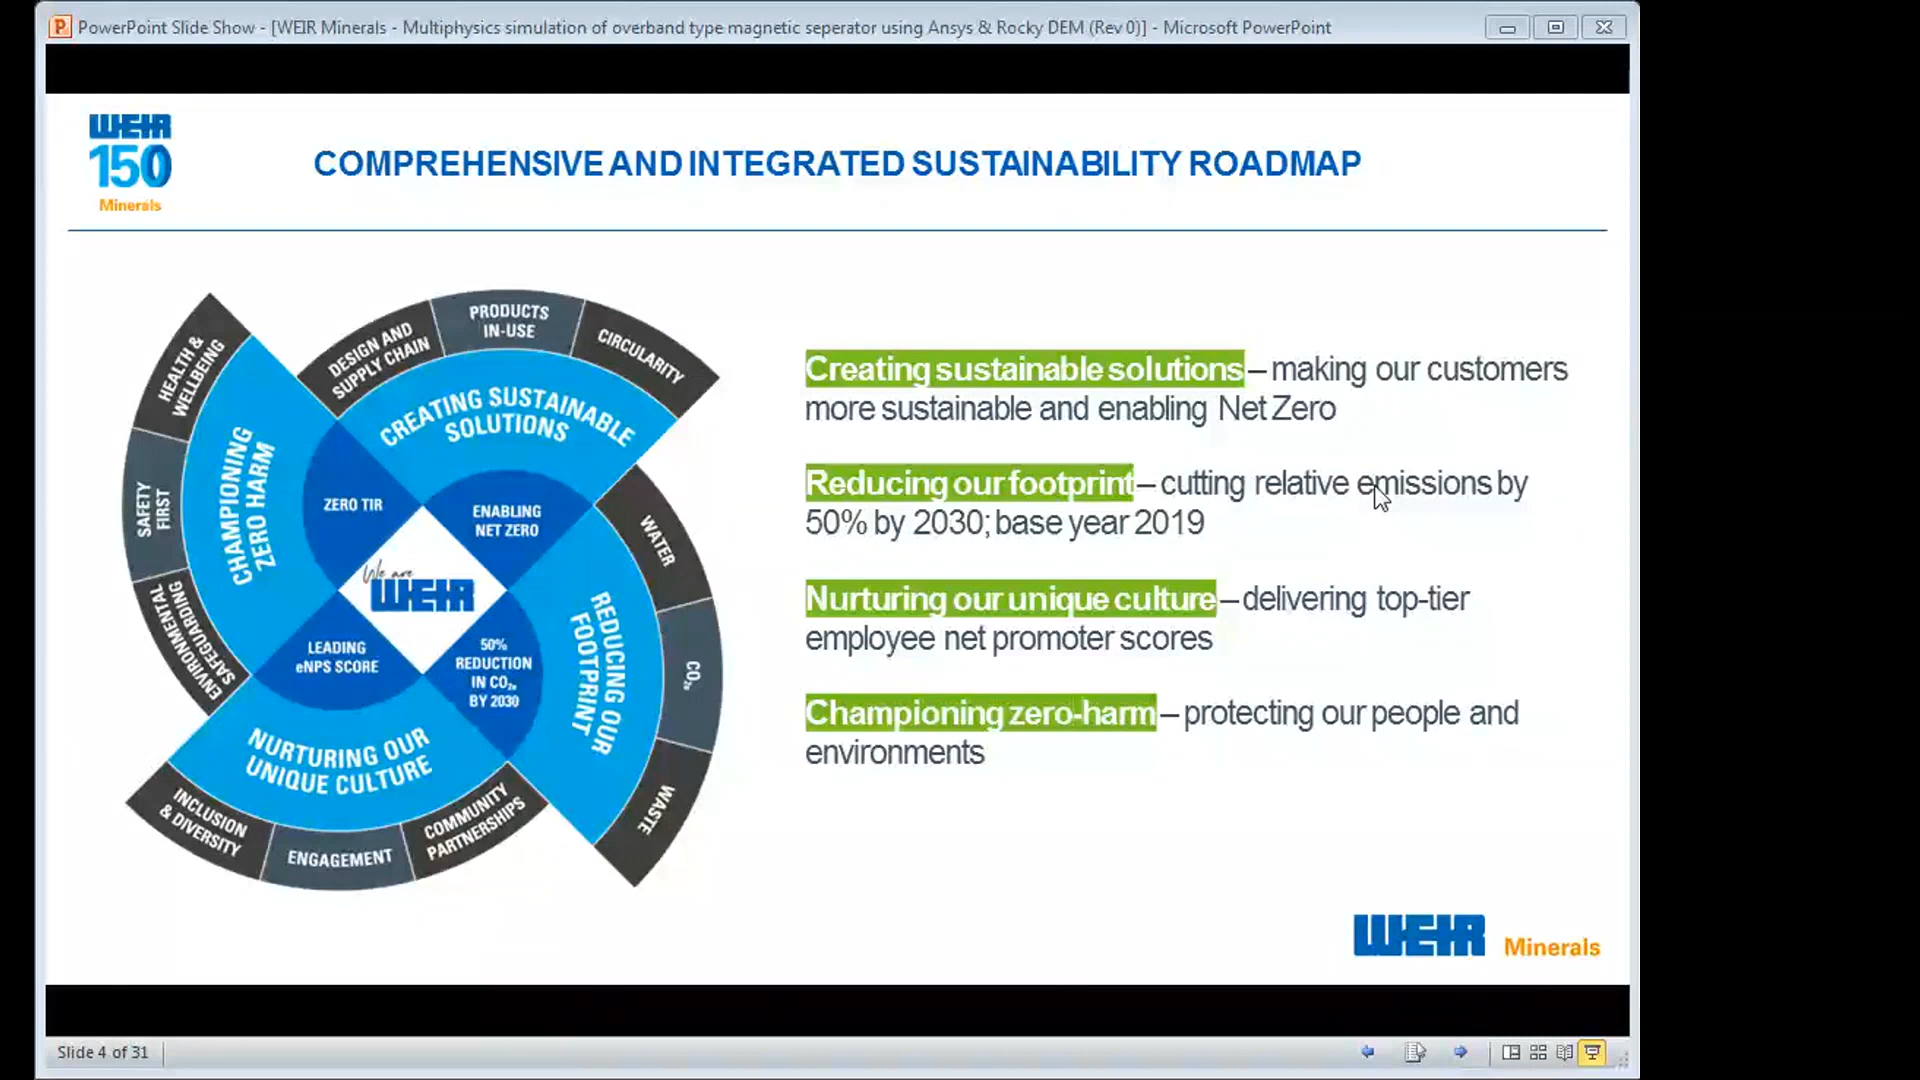 PowerPoint Slide Show - [WEIR Minerals - Multiphysics simulation of overband type magnetic seperator using Ansys & Rocky DEM (Rev 0)] - Microsoft PowerPoint
WEIR
150
Minerals
COMPREHENSIVE AND INTEGRATED SUSTAINABILITY ROADMAP
HEALTH &
WELLBEING
SAFETY
FIRST
ENVIRONMENTAL
SAFEGUARDING
CHAMPIONING
ZERO HARM
ZERO TIR
DESIGN AND
SUPPLY CHAIN
PRODUCTS
IN-USE
CIRCULARITY
CREATING SUSTAINABLE
SOLUTIONS
ENABLING
NET ZERO
WATER
CO₂e
WASTE
REDUCING OUR
FOOTPRINT
50%
REDUCTION
IN CO₂e
BY 2030
We are
WEIR
LEADING
eNPS SCORE
NURTURING OUR
UNIQUE CULTURE
INCLUSION
& DIVERSITY
ENGAGEMENT
COMMUNITY
PARTNERSHIPS
Creating sustainable solutions – making our customers
more sustainable and enabling Net Zero
Reducing our footprint – cutting relative emissions by
50% by 2030; base year 2019
Nurturing our unique culture – delivering top-tier
employee net promoter scores
Championing zero-harm – protecting our people and
environments
WEIR Minerals
Slide 4 of 31